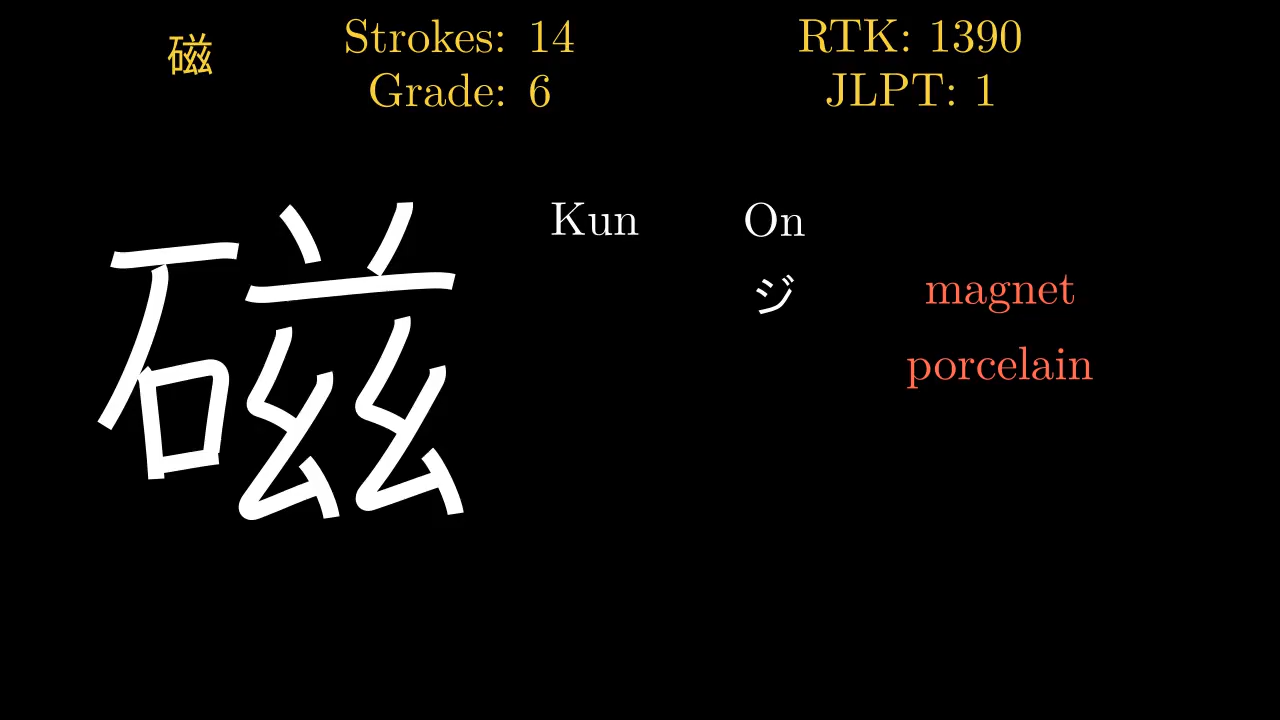 磁
Strokes: 14
Grade: 6
RTK: 1390
JLPT: 1
磁
Kun
On
ジ
magnet
porcelain